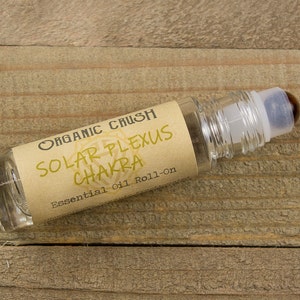 ORGANIC CRUSH
SOLAR PLEXUS
CHAKRA
Essential Oil Roll-On